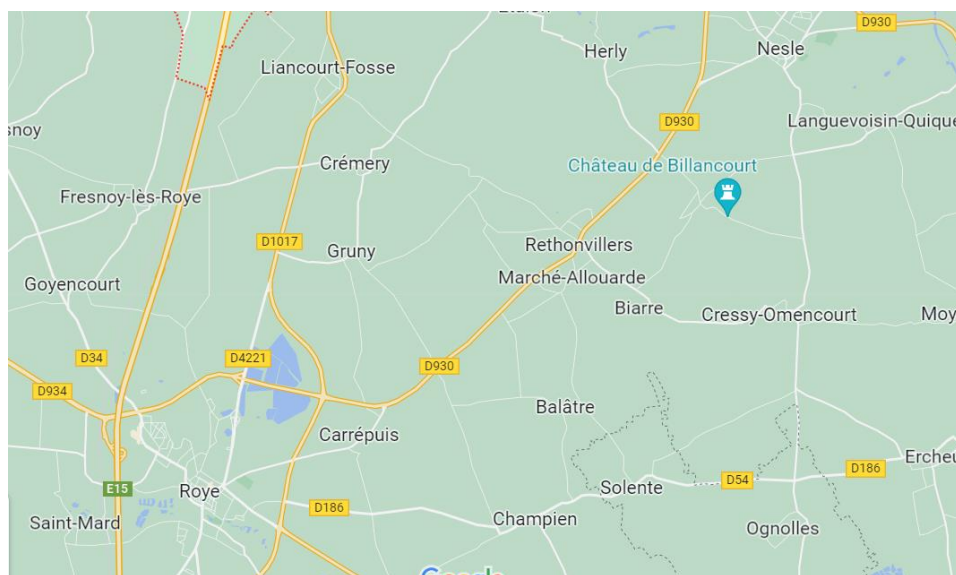 D930
Nesle
Herly
Liancourt-Fosse
D930
Languevoisin-Quique
snoy
Crémery
Château de Billancourt
Fresnoy-lès-Roye
D1017
Gruny
Rethonvillers
Marché-Allouarde
Goyencourt
Biarre
Cressy-Omencourt
Moy
D34
D4221
D930
D934
Balâtre
Carrépuis
Ercheu
D186
D54
Solente
E15
Roye
D186
Saint-Mard
Champien
Ognolles